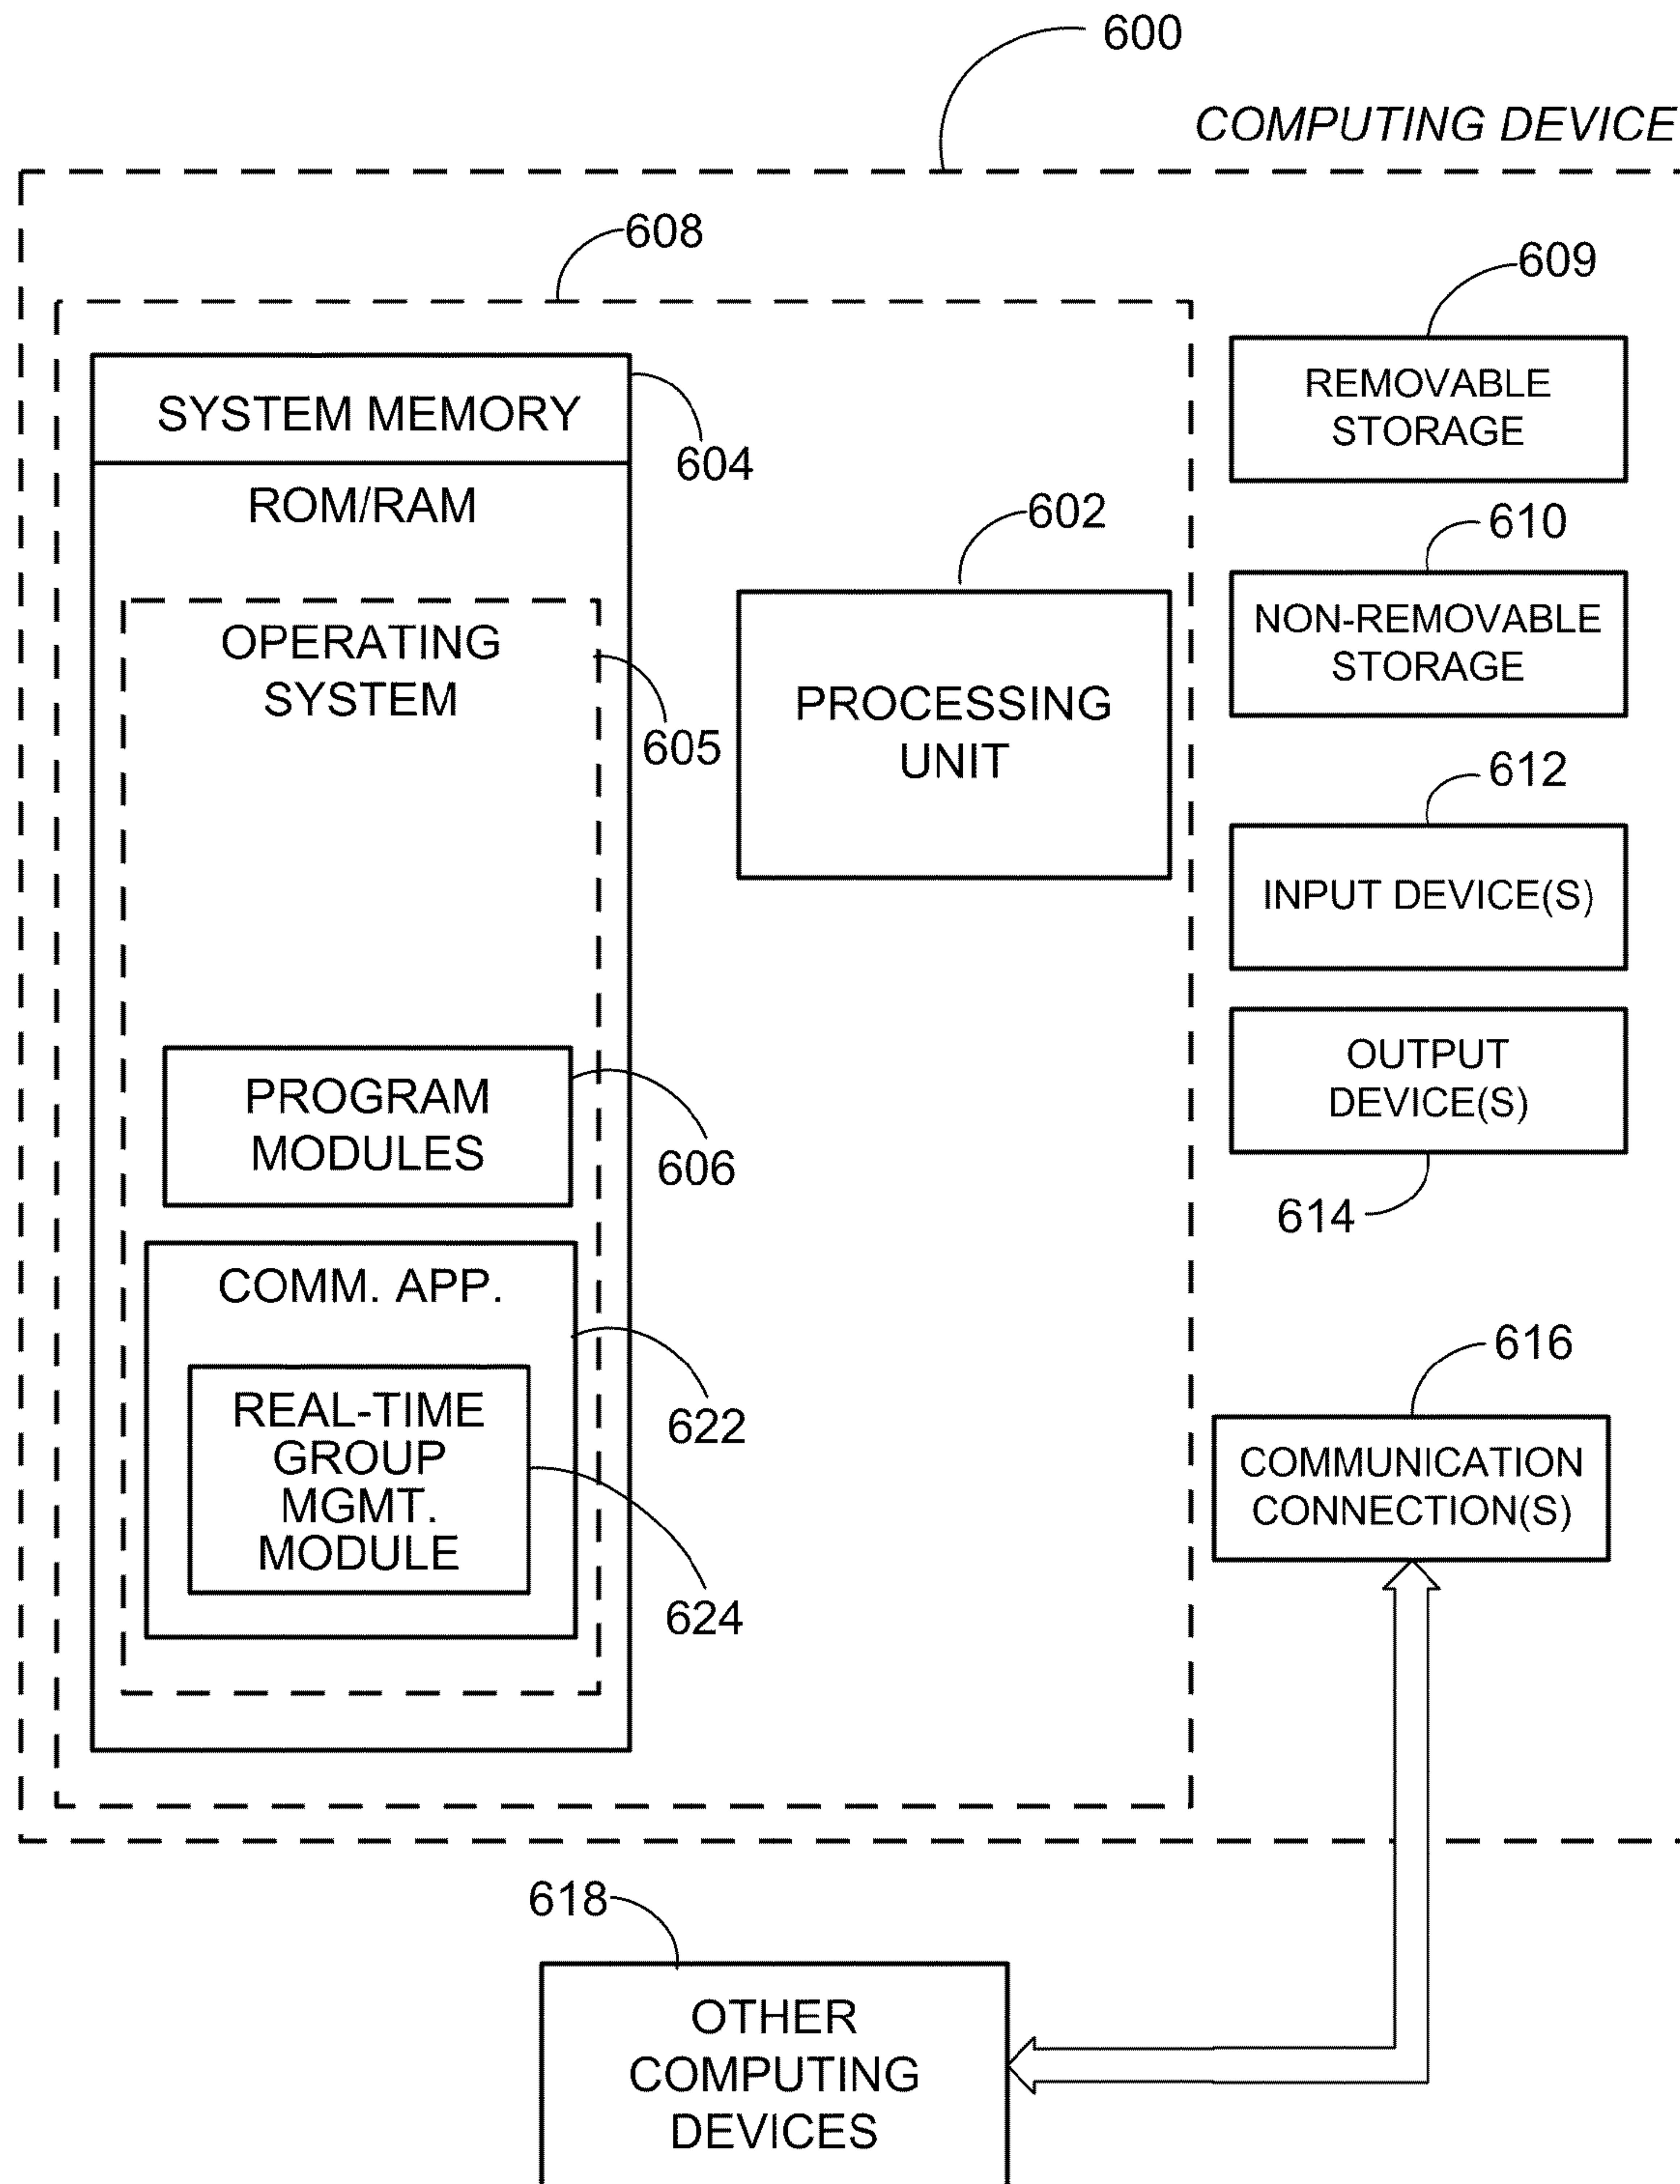 600
COMPUTING DEVICE
608
609
SYSTEM MEMORY
604
ROM/RAM
REMOVABLE
STORAGE
602
610
OPERATING
SYSTEM
605
PROCESSING
UNIT
NON-REMOVABLE
STORAGE
612
INPUT DEVICE(S)
PROGRAM
MODULES
606
OUTPUT
DEVICE(S)
614
COMM. APP.
622
REAL-TIME
GROUP
MGMT.
MODULE
624
616
COMMUNICATION
CONNECTION(S)
618
OTHER
COMPUTING
DEVICES